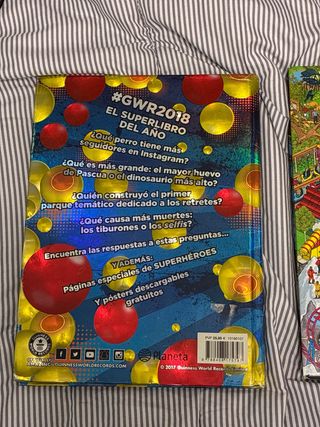 #GWR2018
EL SUPERLIBRO
DEL AÑO
¿Qué perro tiene más
seguidores en Instagram?
¿Qué es más grande: el mayor huevo
de Pascua o el dinosaurio más alto?
¿Quién construyó el primer
parque temático dedicado a los retretes?
¿Qué causa más muertes:
los tiburones o los selfis?
Encuentra las respuestas a estas preguntas...
Y ADEMÁS:
Páginas especiales de SUPERHÉROES
Y pósters descargables
gratuitos
Planeta
© 2017 Guinness World Records